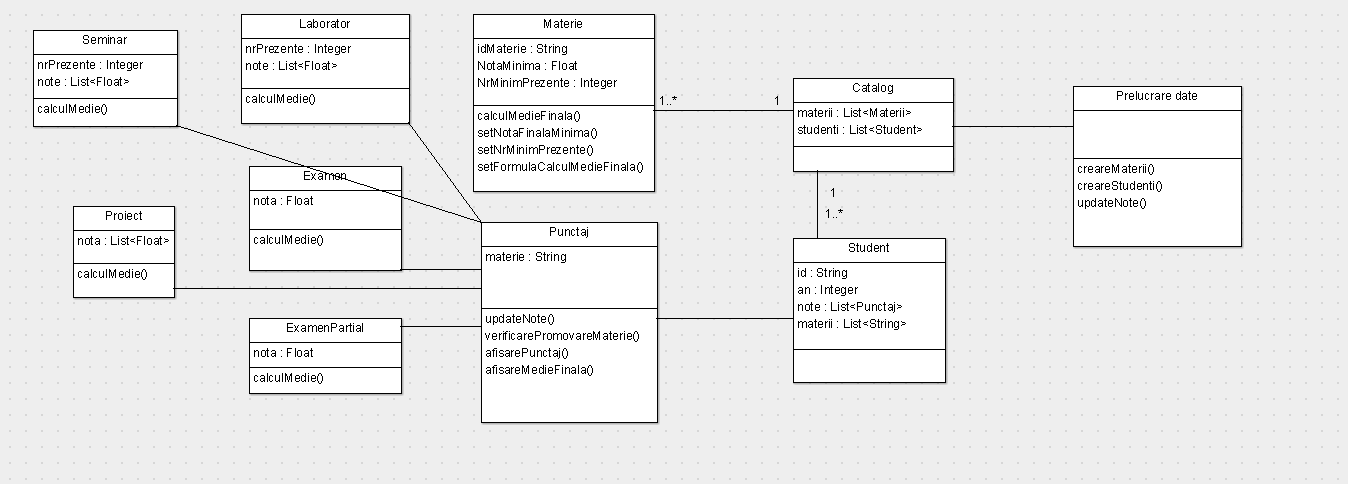 Seminar
nrPrezente : Integer
note : List<Float>
calculMedie()
Laborator
nrPrezente : Integer
note : List<Float>
calculMedie()
Materie
idMaterie : String
NotaMinima : Float
NrMinimPrezente : Integer
calculMedieFinala()
setNotaFinalaMinima()
setNrMinimPrezente()
setFormulaCalculMedieFinala()
1..*
1
Catalog
materii : List<Materii>
studenti : List<Student>
Prelucrare date
creareMaterii()
creareStudenti()
updateNote()
1
1..*
Examen
nota : Float
calculMedie()
Proiect
nota : List<Float>
calculMedie()
Punctaj
materie : String
updateNote()
verificarePromovareMaterie()
afisarePunctaj()
afisareMedieFinala()
Student
id : String
an : Integer
note : List<Punctaj>
materii : List<String>
ExamenPartial
nota : Float
calculMedie()